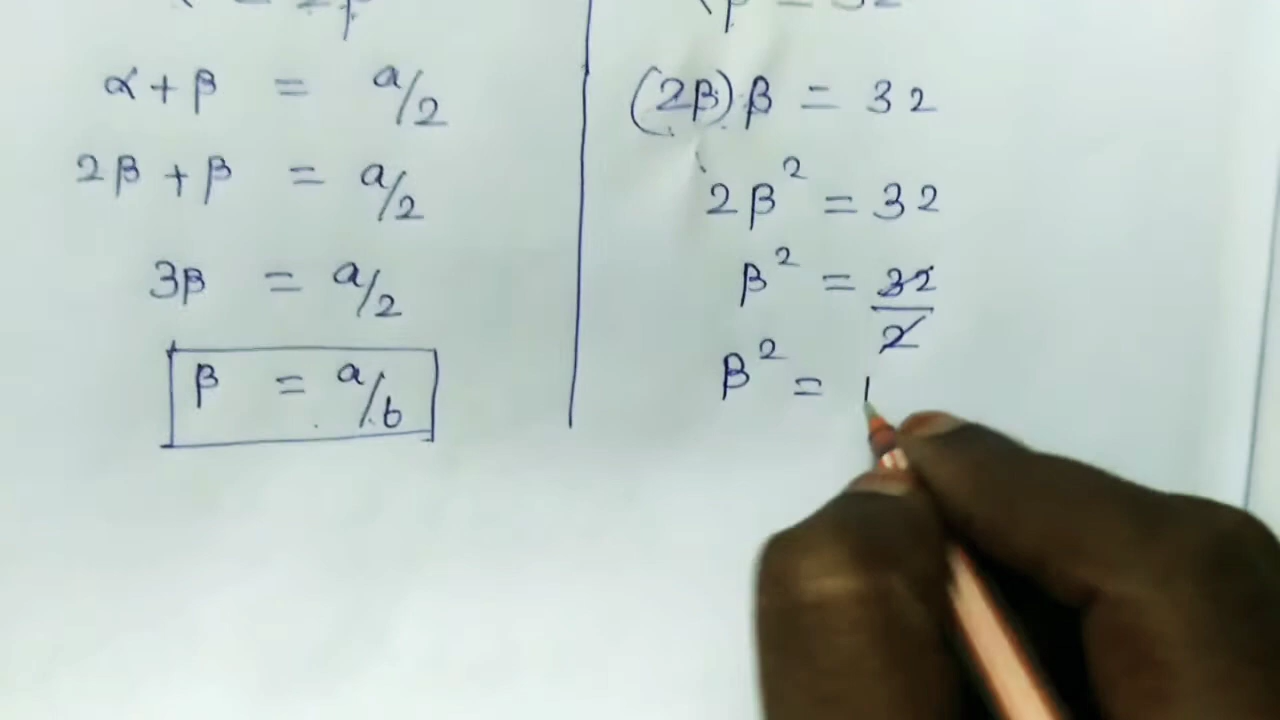 α + β = a/2
2β + β = a/2
3β = a/2
β = a/6
(2β)β = 32
2β² = 32
β² = 32/2
β² = 1